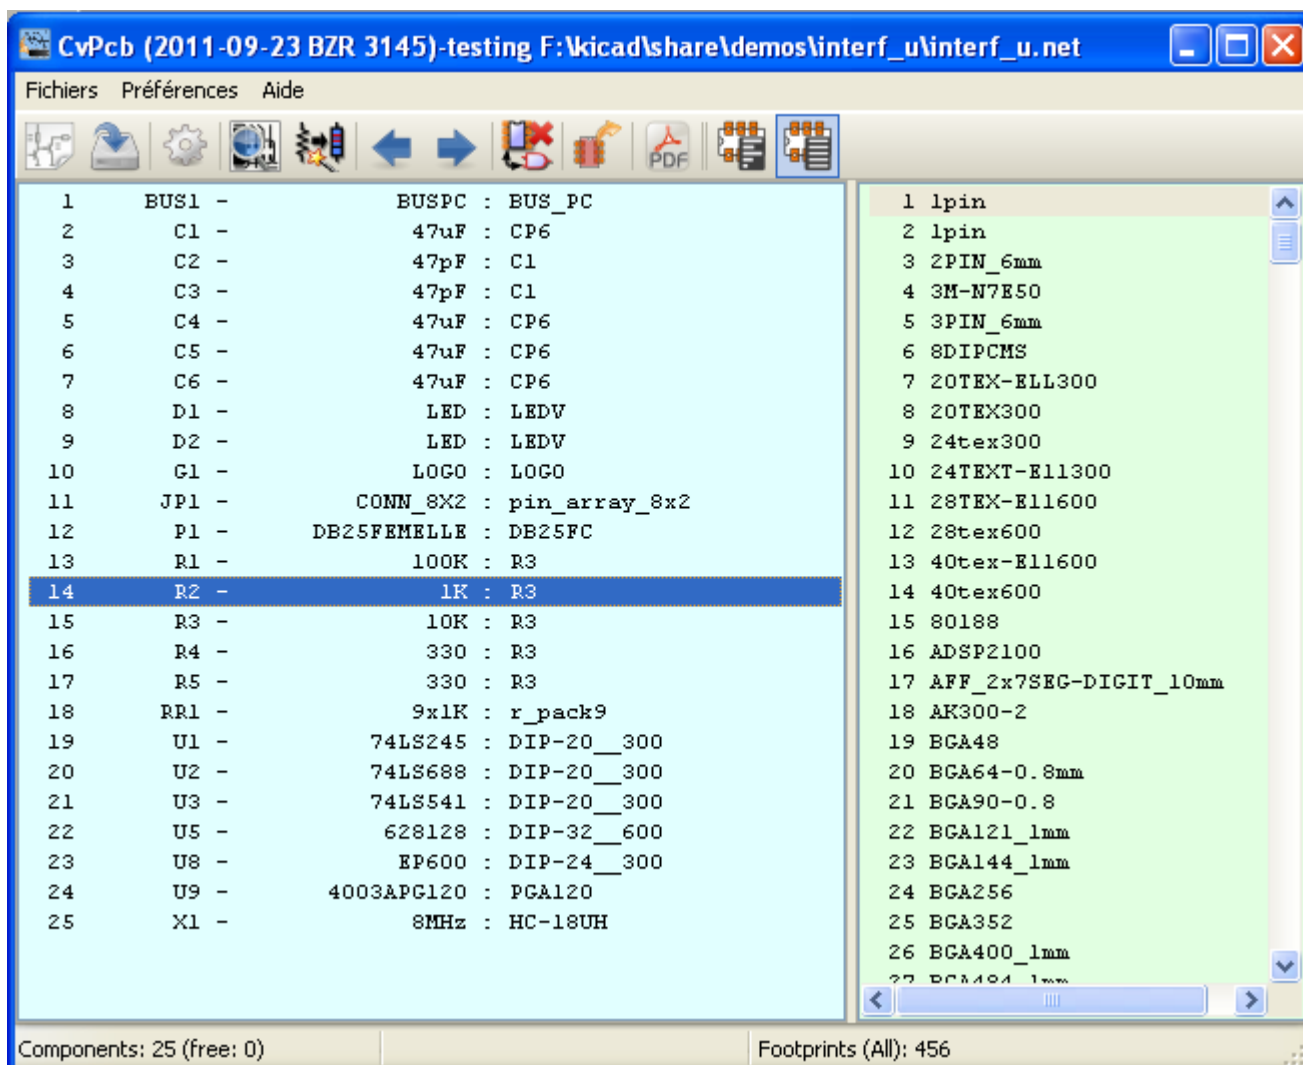 CvPcb (2011-09-23 BZR 3145)-testing F:\kicad\share\demos\interf_u\interf_u.net
Fichiers Préférences Aide
PDF
1 BUS1 - BUSPC : BUS_PC
2 C1 - 47uF : CP6
3 C2 - 47pF : C1
4 C3 - 47pF : C1
5 C4 - 47uF : CP6
6 C5 - 47uF : CP6
7 C6 - 47uF : CP6
8 D1 - LED : LEDV
9 D2 - LED : LEDV
10 G1 - LOGO : LOGO
11 JP1 - CONN_8X2 : pin_array_8x2
12 P1 - DB25FEMELLE : DB25FC
13 R1 - 100K : R3
14 R2 - 1K : R3
15 R3 - 10K : R3
16 R4 - 330 : R3
17 R5 - 330 : R3
18 RR1 - 9x1K : r_pack9
19 U1 - 74LS245 : DIP-20__300
20 U2 - 74LS688 : DIP-20__300
21 U3 - 74LS541 : DIP-20__300
22 U5 - 628128 : DIP-32__600
23 U8 - EP600 : DIP-24__300
24 U9 - 4003APG120 : PGA120
25 X1 - 8MHz : HC-18UH
1 1pin
2 1pin
3 2PIN_6mm
4 3M-N7E50
5 3PIN_6mm
6 8DIPCMS
7 20TEX-ELL300
8 20TEX300
9 24tex300
10 24TEXT-Ell300
11 28TEX-Ell600
12 28tex600
13 40tex-Ell600
14 40tex600
15 80188
16 ADSP2100
17 AFF_2x7SEG-DIGIT_10mm
18 AK300-2
19 BGA48
20 BGA64-0.8mm
21 BGA90-0.8
22 BGA121_1mm
23 BGA144_1mm
24 BGA256
25 BGA352
26 BGA400_1mm
27 BGA484_1mm
Components: 25 (free: 0)
Footprints (All): 456